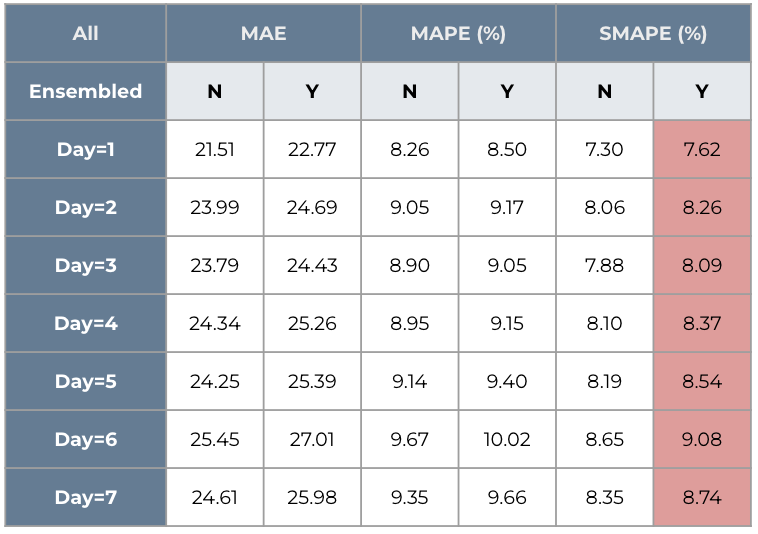 All MAE MAPE (%) SMAPE (%)
Ensembled N Y N Y N Y
Day=1 21.51 22.77 8.26 8.50 7.30 7.62
Day=2 23.99 24.69 9.05 9.17 8.06 8.26
Day=3 23.79 24.43 8.90 9.05 7.88 8.09
Day=4 24.34 25.26 8.95 9.15 8.10 8.37
Day=5 24.25 25.39 9.14 9.40 8.19 8.54
Day=6 25.45 27.01 9.67 10.02 8.65 9.08
Day=7 24.61 25.98 9.35 9.66 8.35 8.74